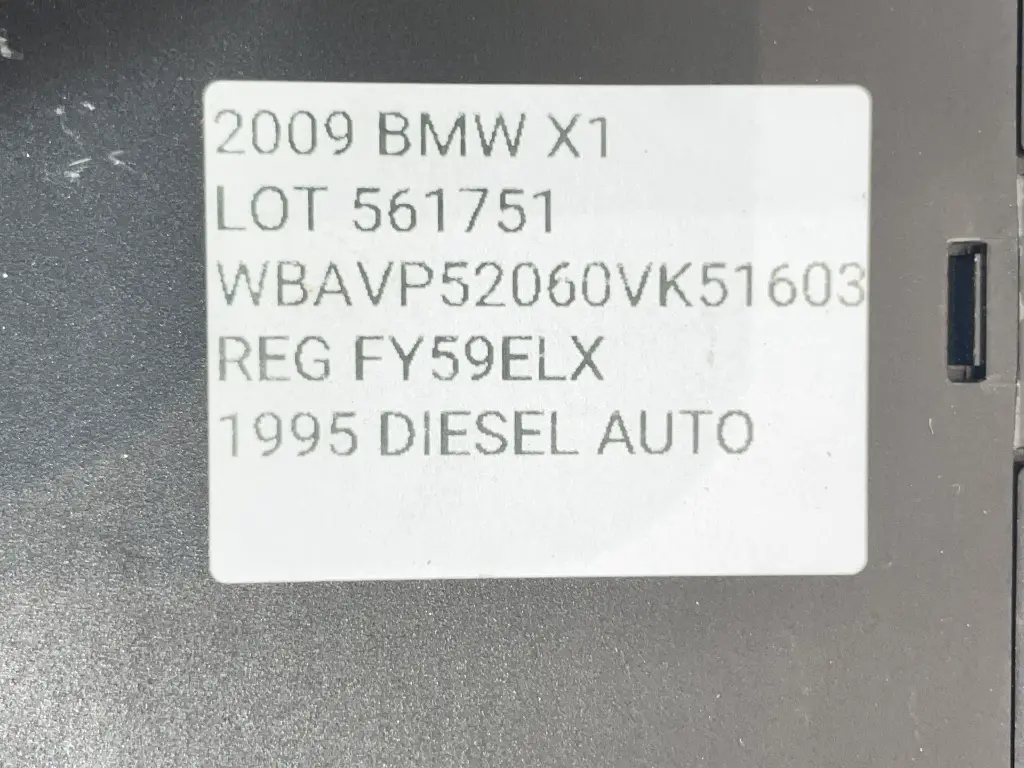 2009 BMW X1
LOT 561751
WBAVP52060VK51603
REG FY59ELX
1995 DIESEL AUTO